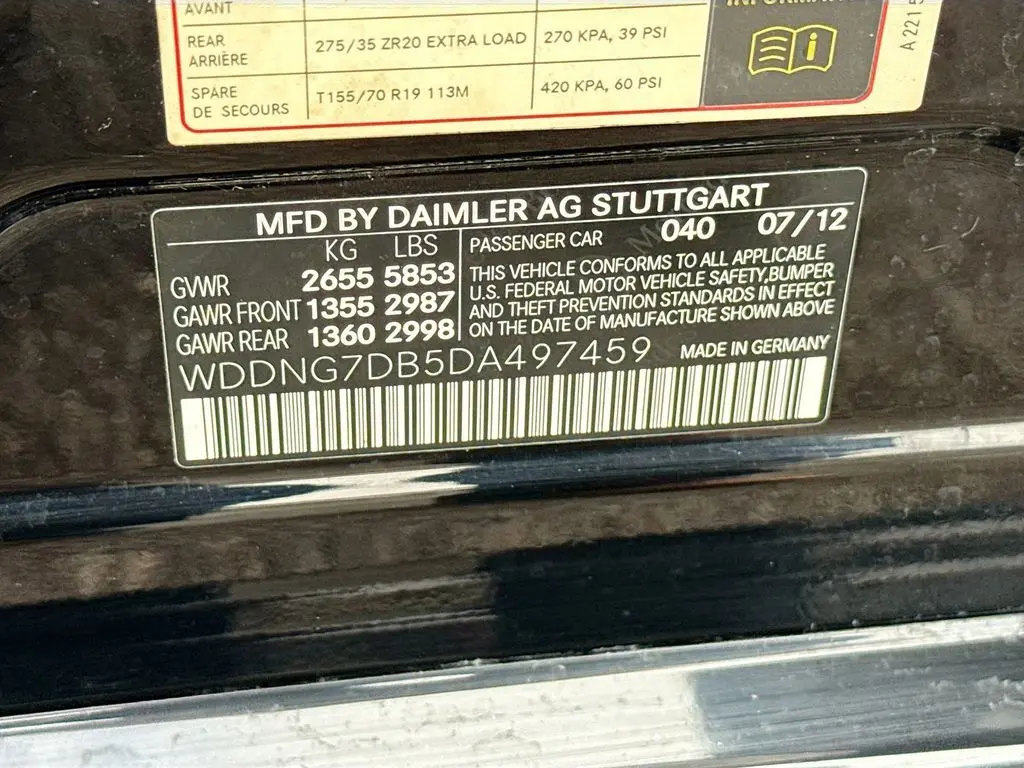 AVANT
REAR
ARRIÈRE
275/35 ZR20 EXTRA LOAD
270 KPA, 39 PSI
SPARE
DE SECOURS
T155/70 R19 113M
420 KPA, 60 PSI
A 221 5
MFD BY DAIMLER AG STUTTGART
KG LBS
GVWR 2655 5853
GAWR FRONT 1355 2987
GAWR REAR 1360 2998
PASSENGER CAR 040 07/12
THIS VEHICLE CONFORMS TO ALL APPLICABLE
U.S. FEDERAL MOTOR VEHICLE SAFETY,BUMPER
AND THEFT PREVENTION STANDARDS IN EFFECT
ON THE DATE OF MANUFACTURE SHOWN ABOVE
WDDNG7DB5DA497459 MADE IN GERMANY